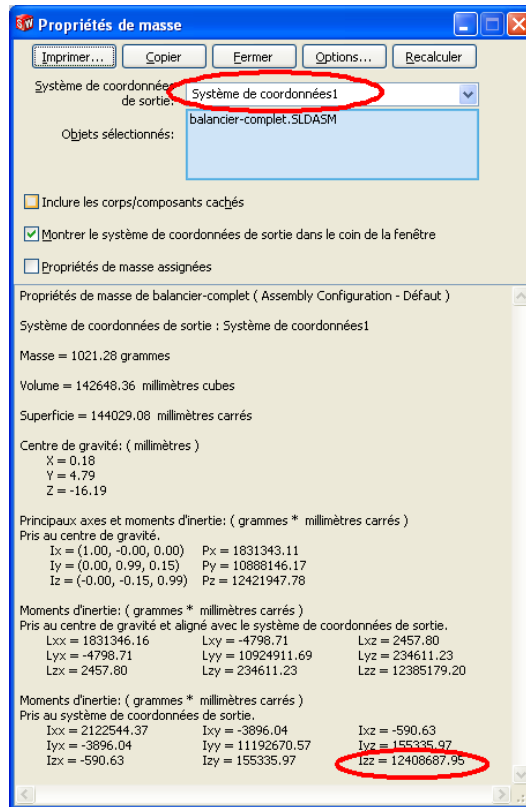 Propriétés de masse
Imprimer... Copier Fermer Options... Recalculer
Système de coordonnées de sortie: Système de coordonnées1
Objets sélectionnés: balancier-complet.SLDASM
Inclure les corps/composants cachés
Montrer le système de coordonnées de sortie dans le coin de la fenêtre
Propriétés de masse assignées
Propriétés de masse de balancier-complet ( Assembly Configuration - Défaut )
Système de coordonnées de sortie : Système de coordonnées1
Masse = 1021.28 grammes
Volume = 142648.36 millimètres cubes
Superficie = 144029.08 millimètres carrés
Centre de gravité: ( millimètres )
X = 0.18
Y = 4.79
Z = -16.19
Principaux axes et moments d'inertie: ( grammes * millimètres carrés )
Pris au centre de gravité.
Ix = (1.00, -0.00, 0.00) Px = 1831343.11
Iy = (0.00, 0.99, 0.15) Py = 10888146.17
Iz = (-0.00, -0.15, 0.99) Pz = 12421947.78
Moments d'inertie: ( grammes * millimètres carrés )
Pris au centre de gravité et aligné avec le système de coordonnées de sortie.
Lxx = 1831346.16 Lxy = -4798.71 Lxz = 2457.80
Lyx = -4798.71 Lyy = 10924911.69 Lyz = 234611.23
Lzx = 2457.80 Lzy = 234611.23 Lzz = 12385179.20
Moments d'inertie: ( grammes * millimètres carrés )
Pris au système de coordonnées de sortie.
Ixx = 2122544.37 Ixy = -3896.04 Ixz = -590.63
Iyx = -3896.04 Iyy = 11192670.57 Iyz = 155335.97
Izx = -590.63 Izy = 155335.97 Izz = 12408687.95